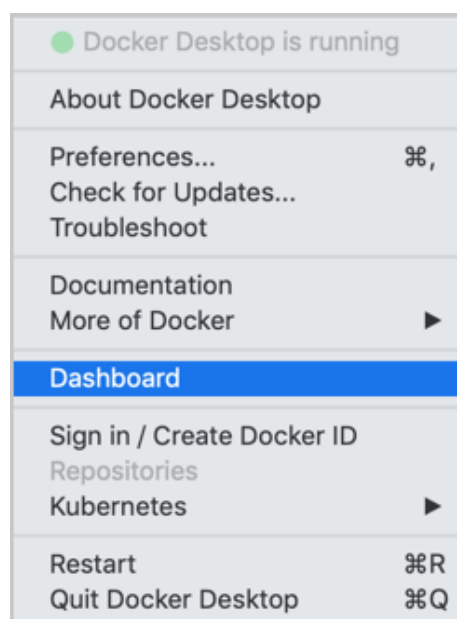 Docker Desktop is running
About Docker Desktop
Preferences... ⌘,
Check for Updates...
Troubleshoot
Documentation
More of Docker ▶
Dashboard
Sign in / Create Docker ID
Repositories
Kubernetes ▶
Restart ⌘R
Quit Docker Desktop ⌘Q